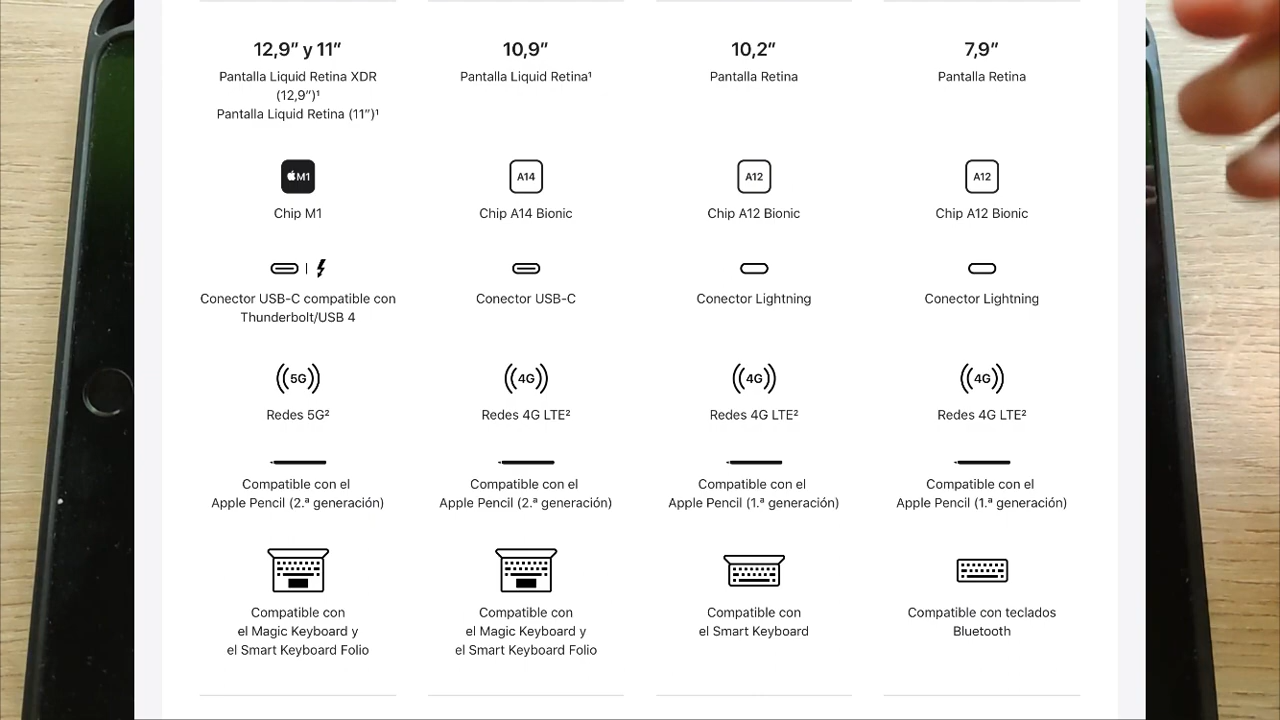 12,9″ y 11″
Pantalla Liquid Retina XDR
(12,9″)¹
Pantalla Liquid Retina (11″)¹
10,9″
Pantalla Liquid Retina¹
10,2″
Pantalla Retina
7,9″
Pantalla Retina
M1
Chip M1
A14
Chip A14 Bionic
A12
Chip A12 Bionic
A12
Chip A12 Bionic
Conector USB-C compatible con
Thunderbolt/USB 4
Conector USB-C
Conector Lightning
Conector Lightning
5G
Redes 5G²
4G
Redes 4G LTE²
4G
Redes 4G LTE²
4G
Redes 4G LTE²
Compatible con el
Apple Pencil (2.ª generación)
Compatible con el
Apple Pencil (2.ª generación)
Compatible con el
Apple Pencil (1.ª generación)
Compatible con el
Apple Pencil (1.ª generación)
Compatible con
el Magic Keyboard y
el Smart Keyboard Folio
Compatible con
el Magic Keyboard y
el Smart Keyboard Folio
Compatible con
el Smart Keyboard
Compatible con teclados
Bluetooth